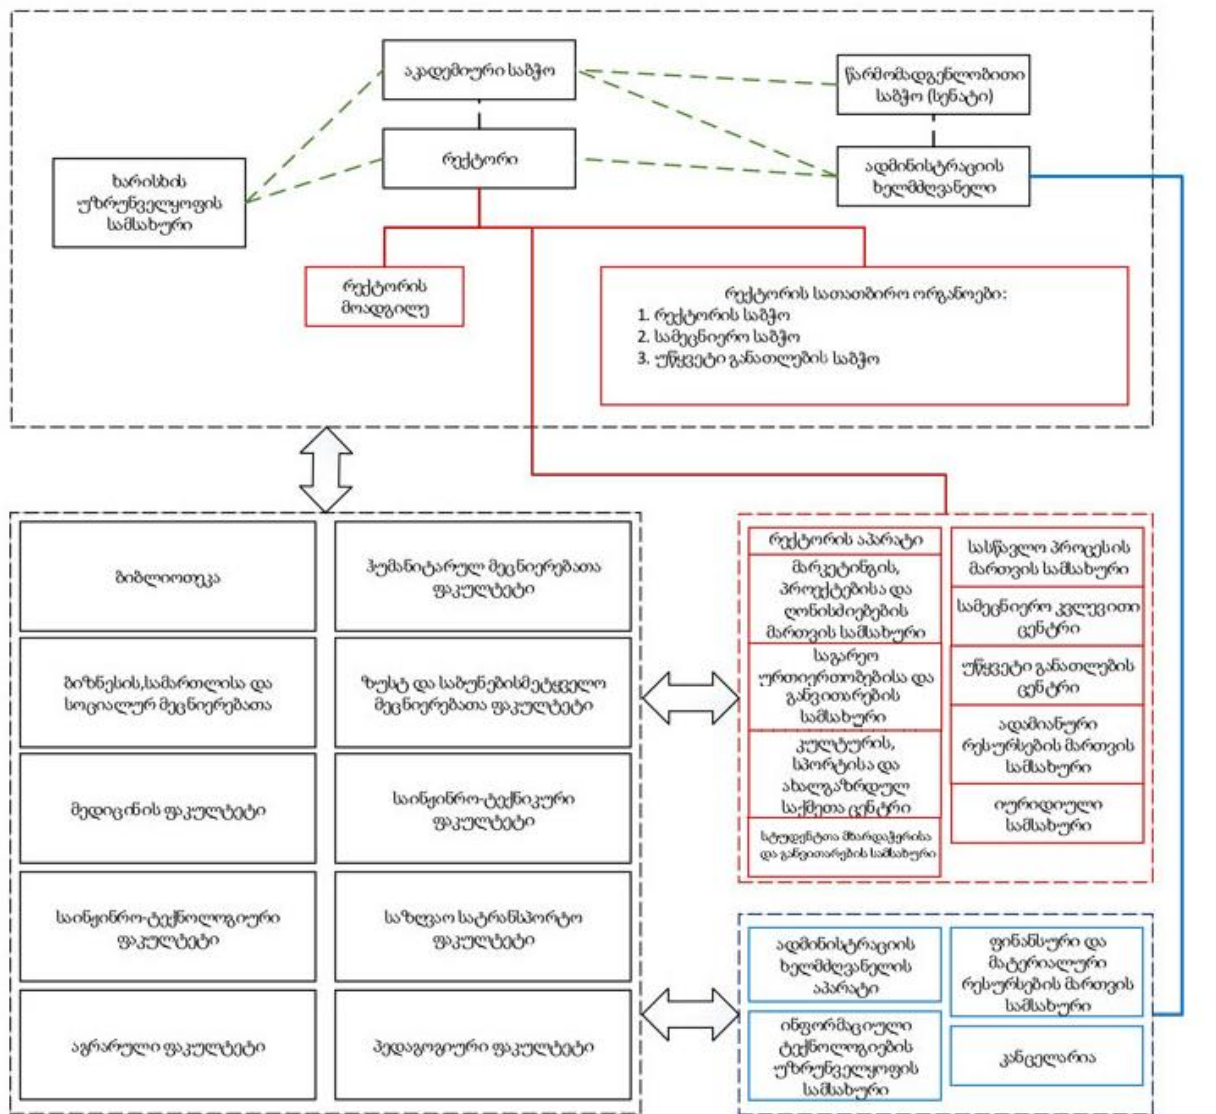 აკადემიური საბჭო
წარმომადგენლობითი
საბჭო (სენატი)
რექტორი
ადმინისტრაციის
ხელმძღვანელი
ხარისხის
უზრუნველყოფის
სამსახური
რექტორის
მოადგილე
რექტორის სათათბირო ორგანოები:
1. რექტორის საბჭო
2. სამეცნიერო საბჭო
3. უწყვეტი განათლების საბჭო
ბიბლიოთეკა
ჰუმანიტარულ მეცნიერებათა
ფაკულტეტი
ბიზნესის,სამართლისა და
სოციალურ მეცნიერებათა
ზუსტ და საბუნებისმეტყველო
მეცნიერებათა ფაკულტეტი
მედიცინის ფაკულტეტი
საინჟინრო-ტექნიკური
ფაკულტეტი
საინჟინრო-ტექნოლოგიური
ფაკულტეტი
საზღვაო სატრანსპორტო
ფაკულტეტი
აგრარული ფაკულტეტი
პედაგოგიური ფაკულტეტი
რექტორის აპარატი
მარკეტინგის,
პროექტებისა და
ღონისძიებების
მართვის სამსახური
საგარეო
ურთიერთობებისა და
განვითარების
სამსახური
კულტურის,
სპორტისა და
ახალგაზრდულ
საქმეთა ცენტრი
სტუდენტთა მხარდაჭერისა
და განვითარების სამსახური
სასწავლო პროცესის
მართვის სამსახური
სამეცნიერო კვლევითი
ცენტრი
უწყვეტი განათლების
ცენტრი
ადამიანური
რესურსების მართვის
სამსახური
იურიდიული
სამსახური
ადმინისტრაციის
ხელმძღვანელის
აპარატი
ინფორმაციული
ტექნოლოგიების
უზრუნველყოფის
სამსახური
ფინანსური და
მატერიალური
რესურსების მართვის
სამსახური
კანცელარია